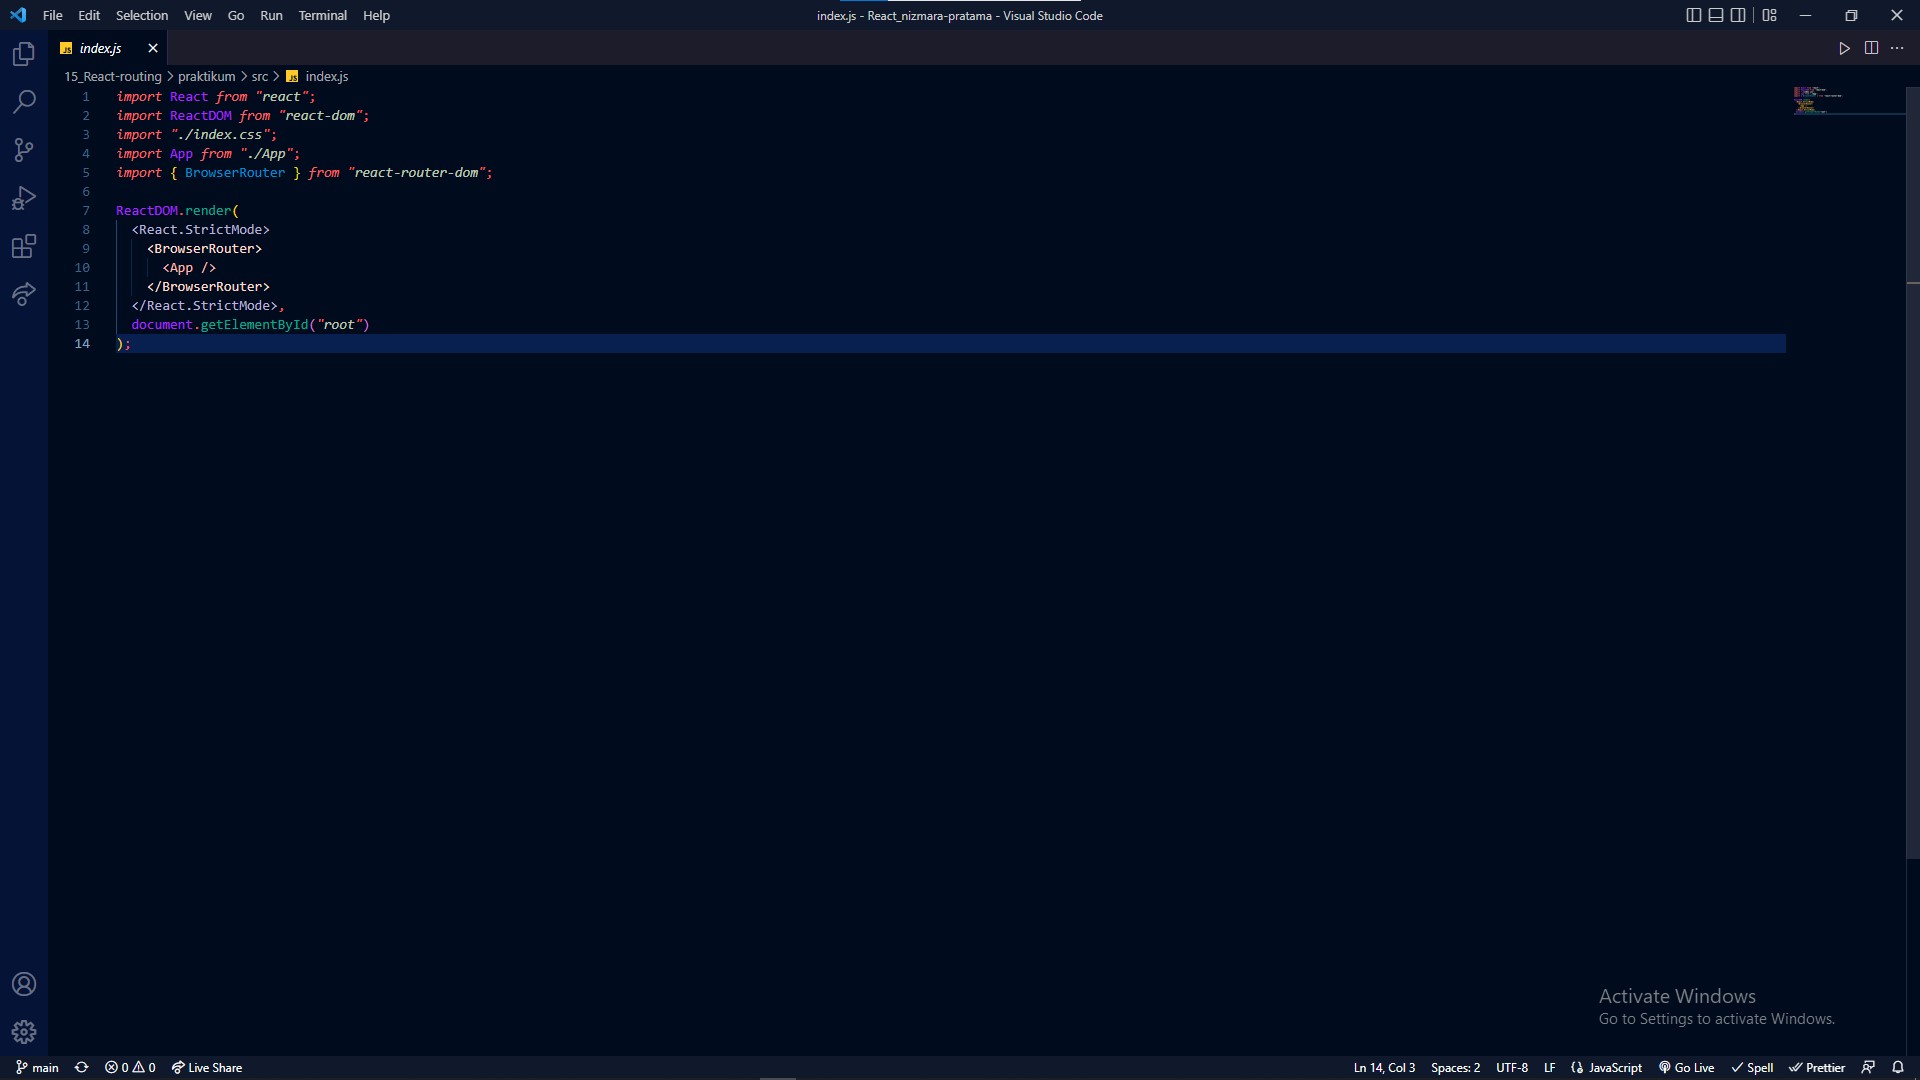 File Edit Selection View Go Run Terminal Help
index.js - React_nizmara-pratama - Visual Studio Code
index.js
15_React-routing > praktikum > src > index.js
1 import React from "react";
2 import ReactDOM from "react-dom";
3 import "./index.css";
4 import App from "./App";
5 import { BrowserRouter } from "react-router-dom";
6
7 ReactDOM.render(
8 <React.StrictMode>
9 <BrowserRouter>
10 <App />
11 </BrowserRouter>
12 </React.StrictMode>,
13 document.getElementById("root")
14 );
Activate Windows
Go to Settings to activate Windows.
main 0 0 Live Share Ln 14, Col 3 Spaces: 2 UTF-8 LF JavaScript Go Live Spell Prettier